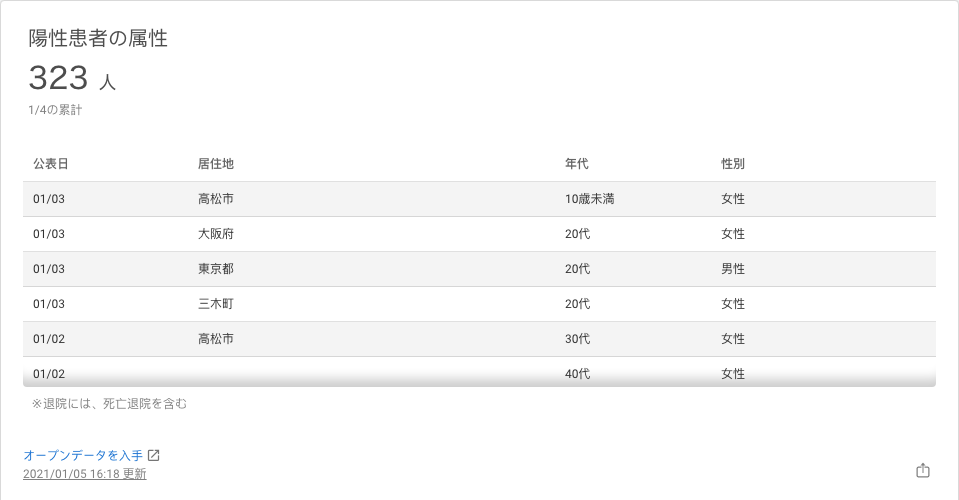 陽性患者の属性
323 人
1/4の累計
公表日 居住地 年代 性別
01/03 高松市 10歳未満 女性
01/03 大阪府 20代 女性
01/03 東京都 20代 男性
01/03 三木町 20代 女性
01/02 高松市 30代 女性
01/02 40代 女性
※退院には、死亡退院を含む
オープンデータを入手
2021/01/05 16:18 更新